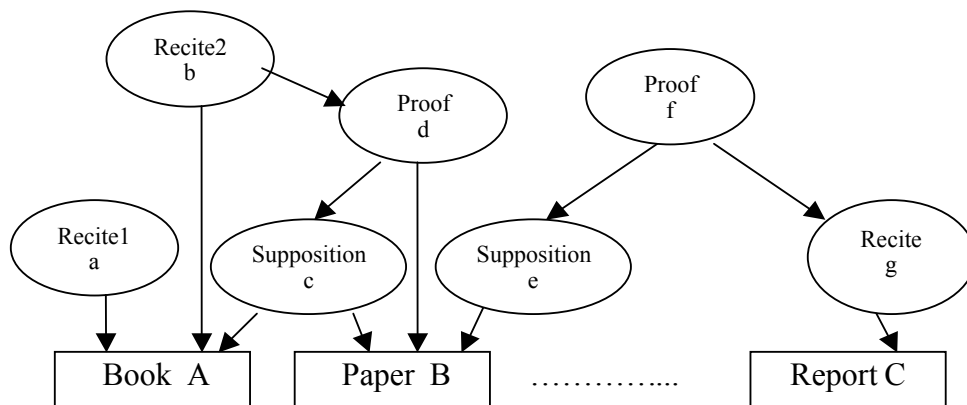 Recite2
b
Proof
d
Proof
f
Recite1
a
Supposition
c
Supposition
e
Recite
g
Book A
Paper B
................
Report C